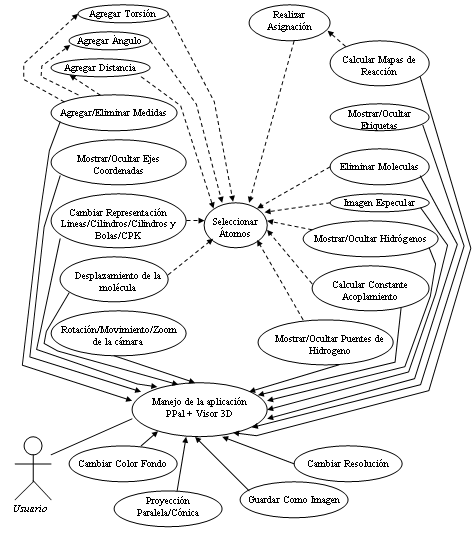 Agregar Torsión
Agregar Ángulo
Agregar Distancia
Agregar/Eliminar Medidas
Mostrar/Ocultar Ejes
Coordenadas
Cambiar Representación
Lineas/Cilindros/Cilindros y
Bolas/CPK
Desplazamiento de la
molécula
Rotación/Movimiento/Zoom
de la cámara
Realizar
Asignación
Calcular Mapas de
Reacción
Mostrar/Ocultar
Etiquetas
Eliminar Moleculas
Imagen Especular
Mostrar/Ocultar Hidrógenos
Calcular Constante
Acoplamiento
Mostrar/Ocultar Puentes de
Hidrogeno
Seleccionar
Átomos
Manejo de la aplicación
PPal + Visor 3D
Cambiar Color Fondo
Proyección
Paralela/Cónica
Guardar Como Imagen
Cambiar Resolución
Usuario